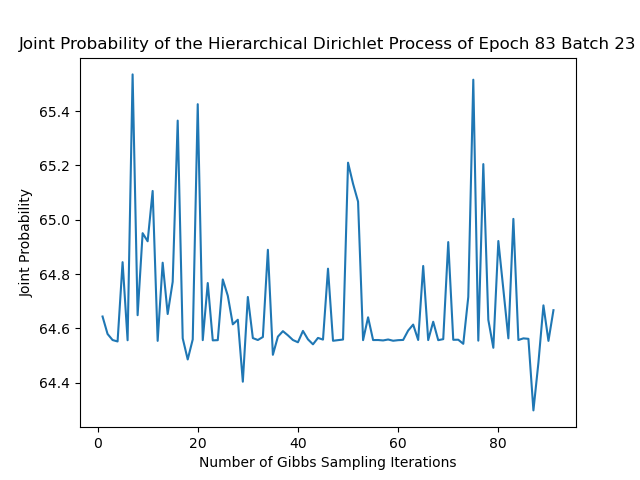 Joint Probability of the Hierarchical Dirichlet Process of Epoch 83 Batch 23
65.4
65.2
65.0
64.8
64.6
64.4
Joint Probability
0 20 40 60 80
Number of Gibbs Sampling Iterations